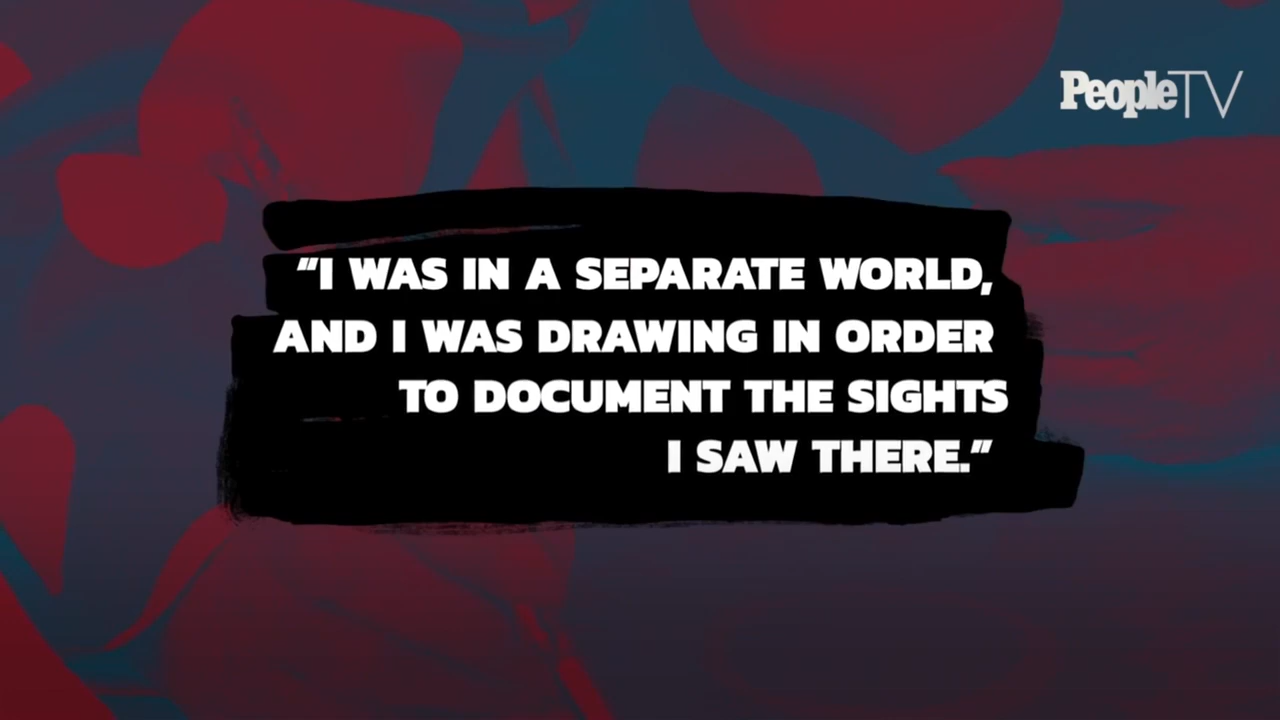 PeopleTV
“I WAS IN A SEPARATE WORLD,
AND I WAS DRAWING IN ORDER
TO DOCUMENT THE SIGHTS
I SAW THERE.”